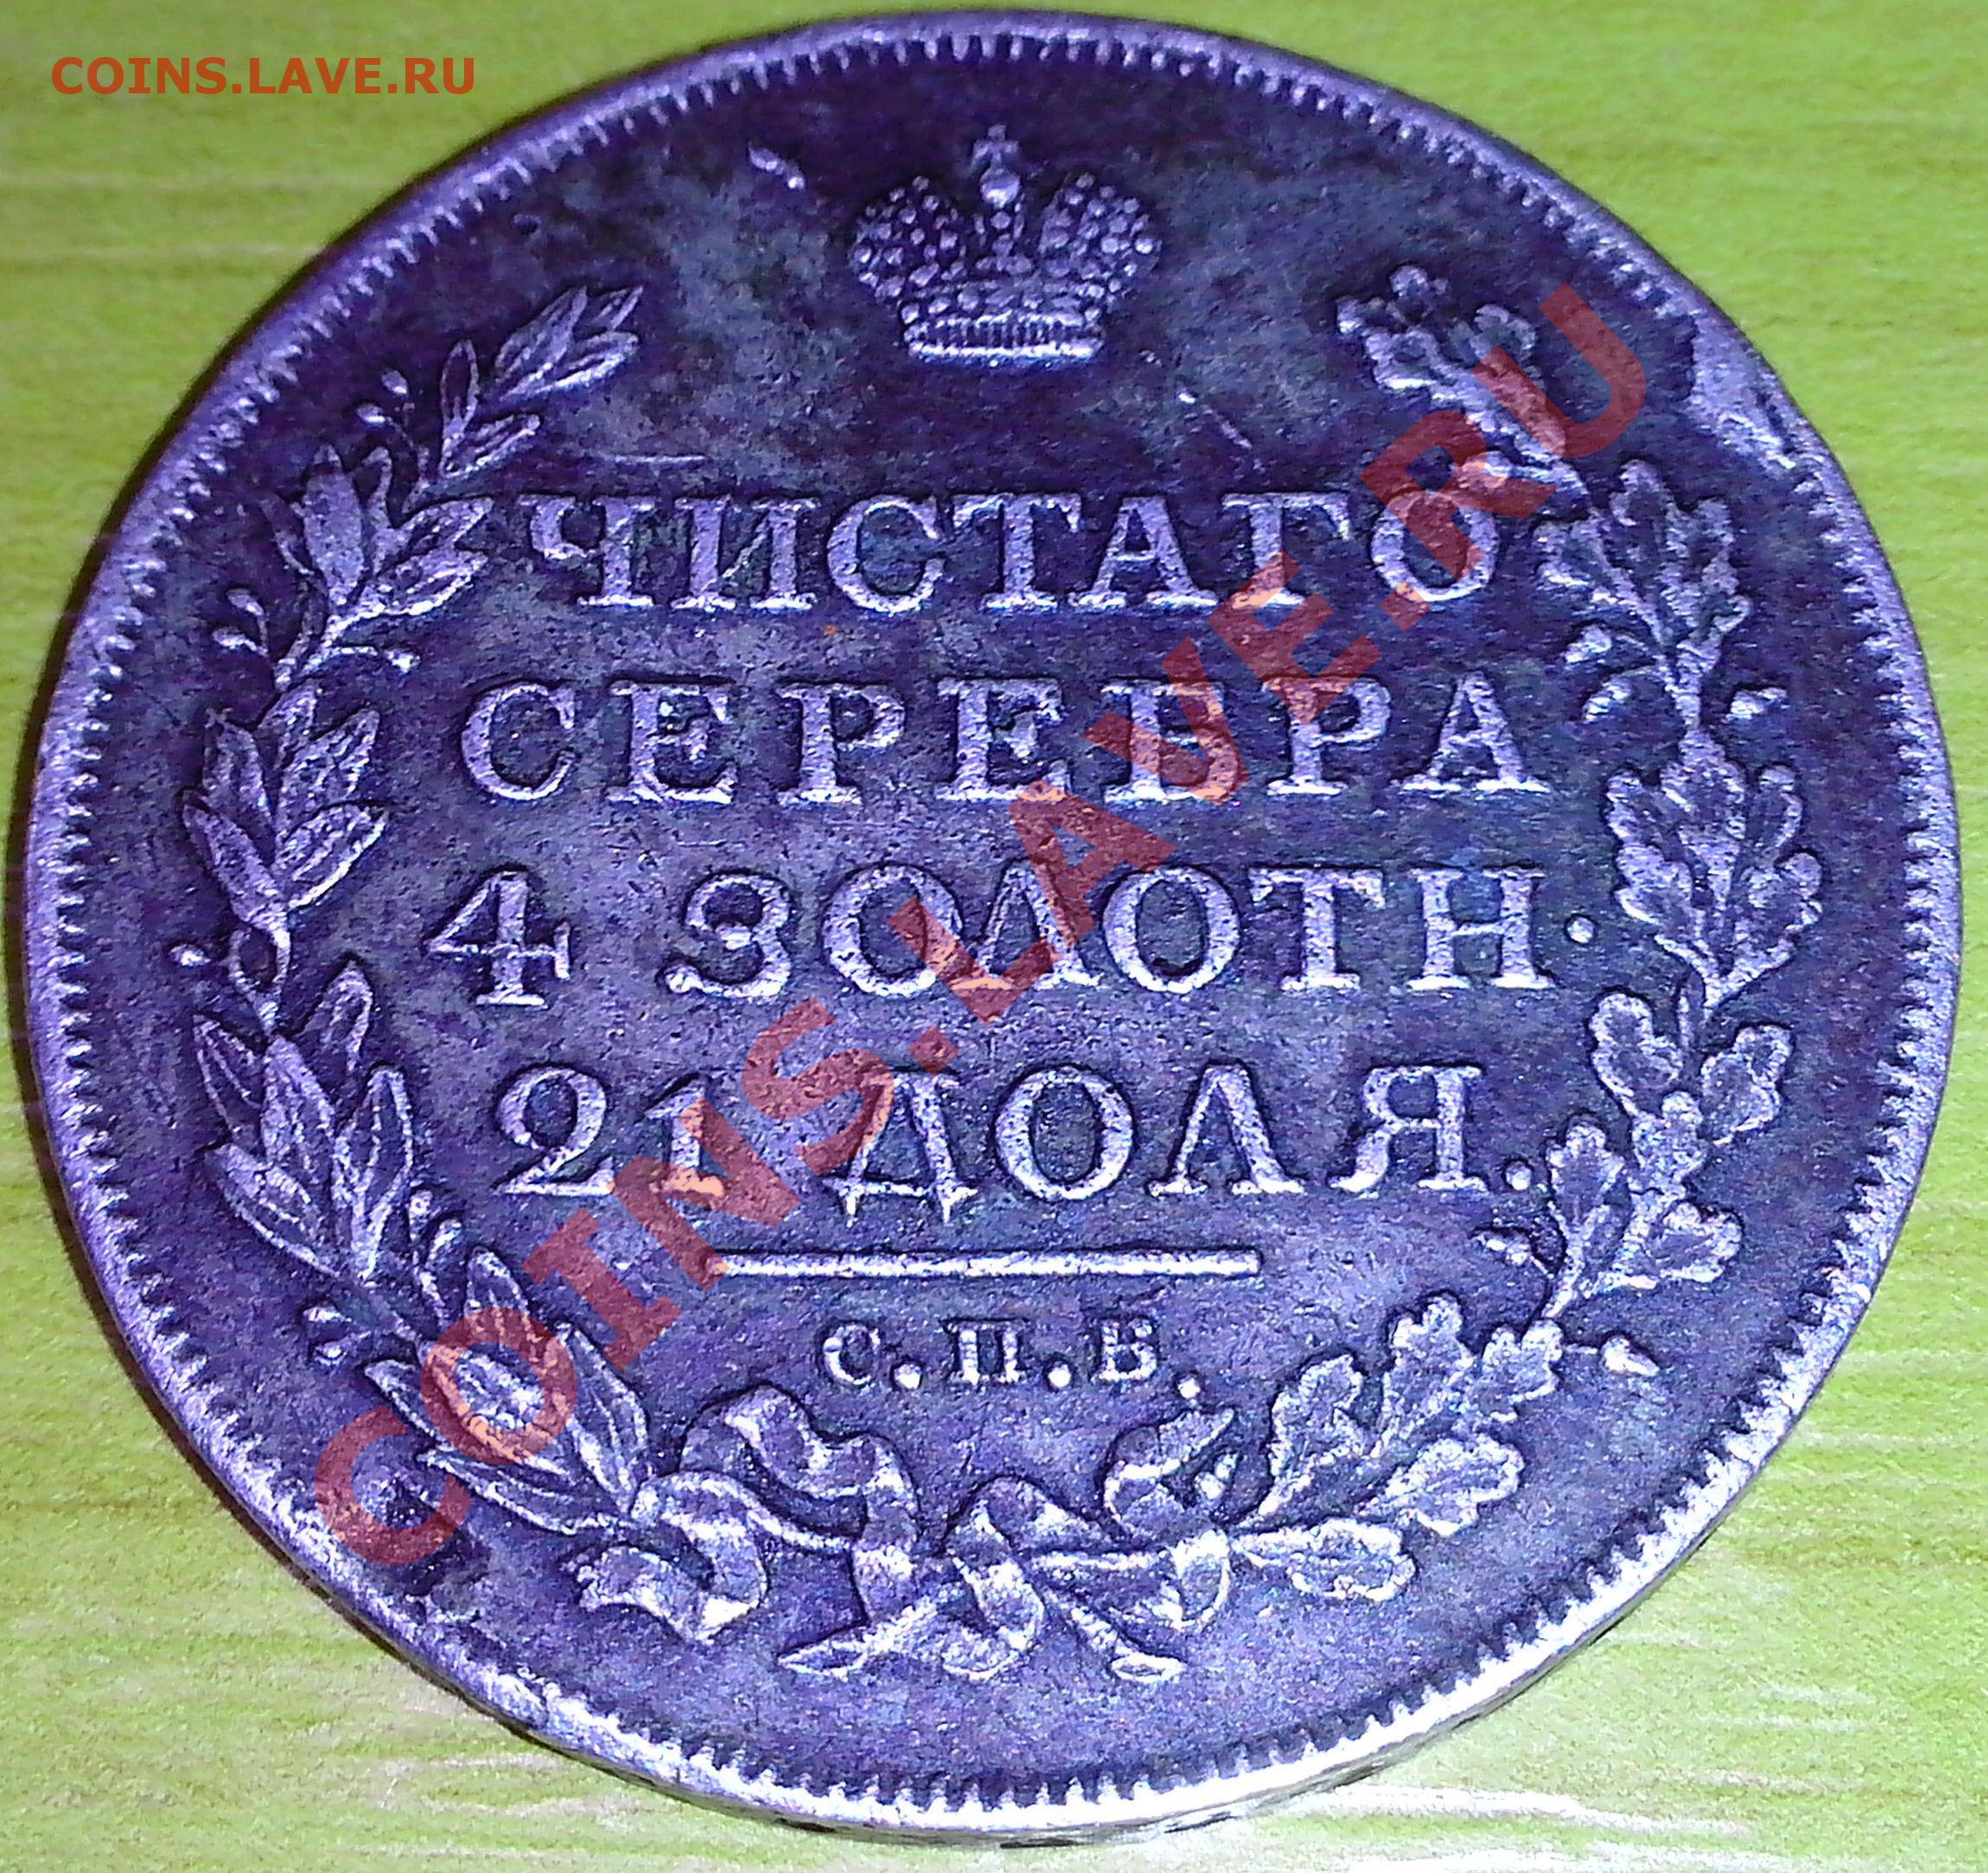 COINS.LAVE.RU
ЧИСТАГО
СЕРЕБРА
4 ЗОЛОТН.
21 ДОЛЯ.
С.П.Б.
COINS.LAVE.RU